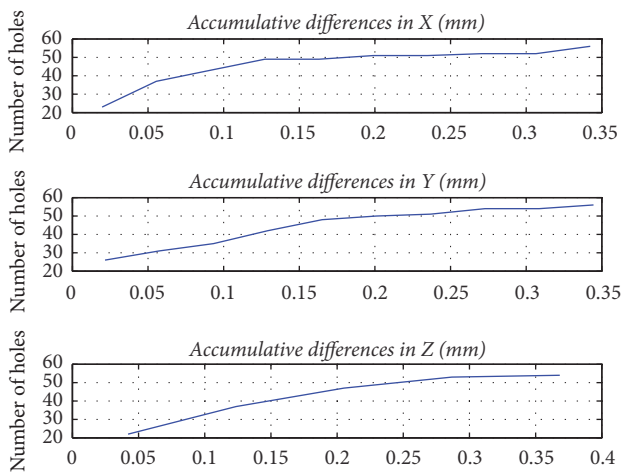 Accumulated differences in X (mm)
Number of holes
60
50
40
30
20
0 0.05 0.1 0.15 0.2 0.25 0.3 0.35
Accumulative differences in Y (mm)
Number of holes
60
50
40
30
20
0 0.05 0.1 0.15 0.2 0.25 0.3 0.35
Accumulative differences in Z (mm)
Number of holes
60
50
40
30
20
0 0.05 0.1 0.15 0.2 0.25 0.3 0.35 0.4